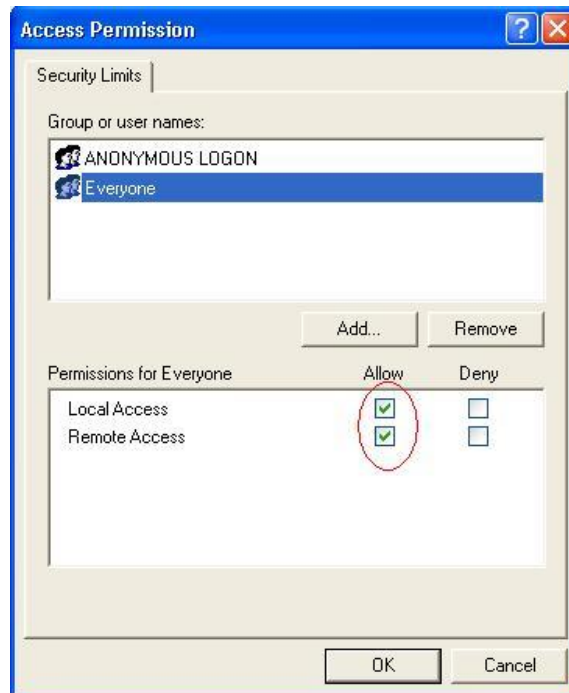 Access Permission
Security Limits
Group or user names:
ANONYMOUS LOGON
Everyone
Add... Remove
Permissions for Everyone Allow Deny
Local Access
Remote Access
OK Cancel